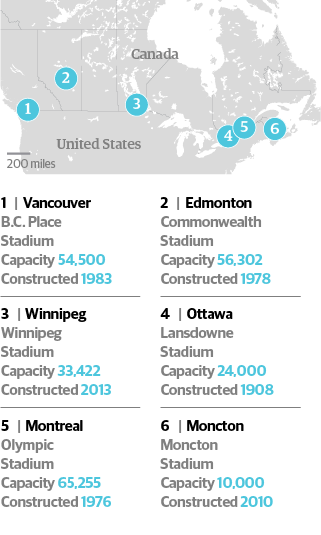 Canada
2
1
3
5
4
6
United States
200 miles
1 | Vancouver
B.C. Place
Stadium
Capacity 54,500
Constructed 1983
2 | Edmonton
Commonwealth
Stadium
Capacity 56,302
Constructed 1978
3 | Winnipeg
Winnipeg
Stadium
Capacity 33,422
Constructed 2013
4 | Ottawa
Lansdowne
Stadium
Capacity 24,000
Constructed 1908
5 | Montreal
Olympic
Stadium
Capacity 65,255
Constructed 1976
6 | Moncton
Moncton
Stadium
Capacity 10,000
Constructed 2010